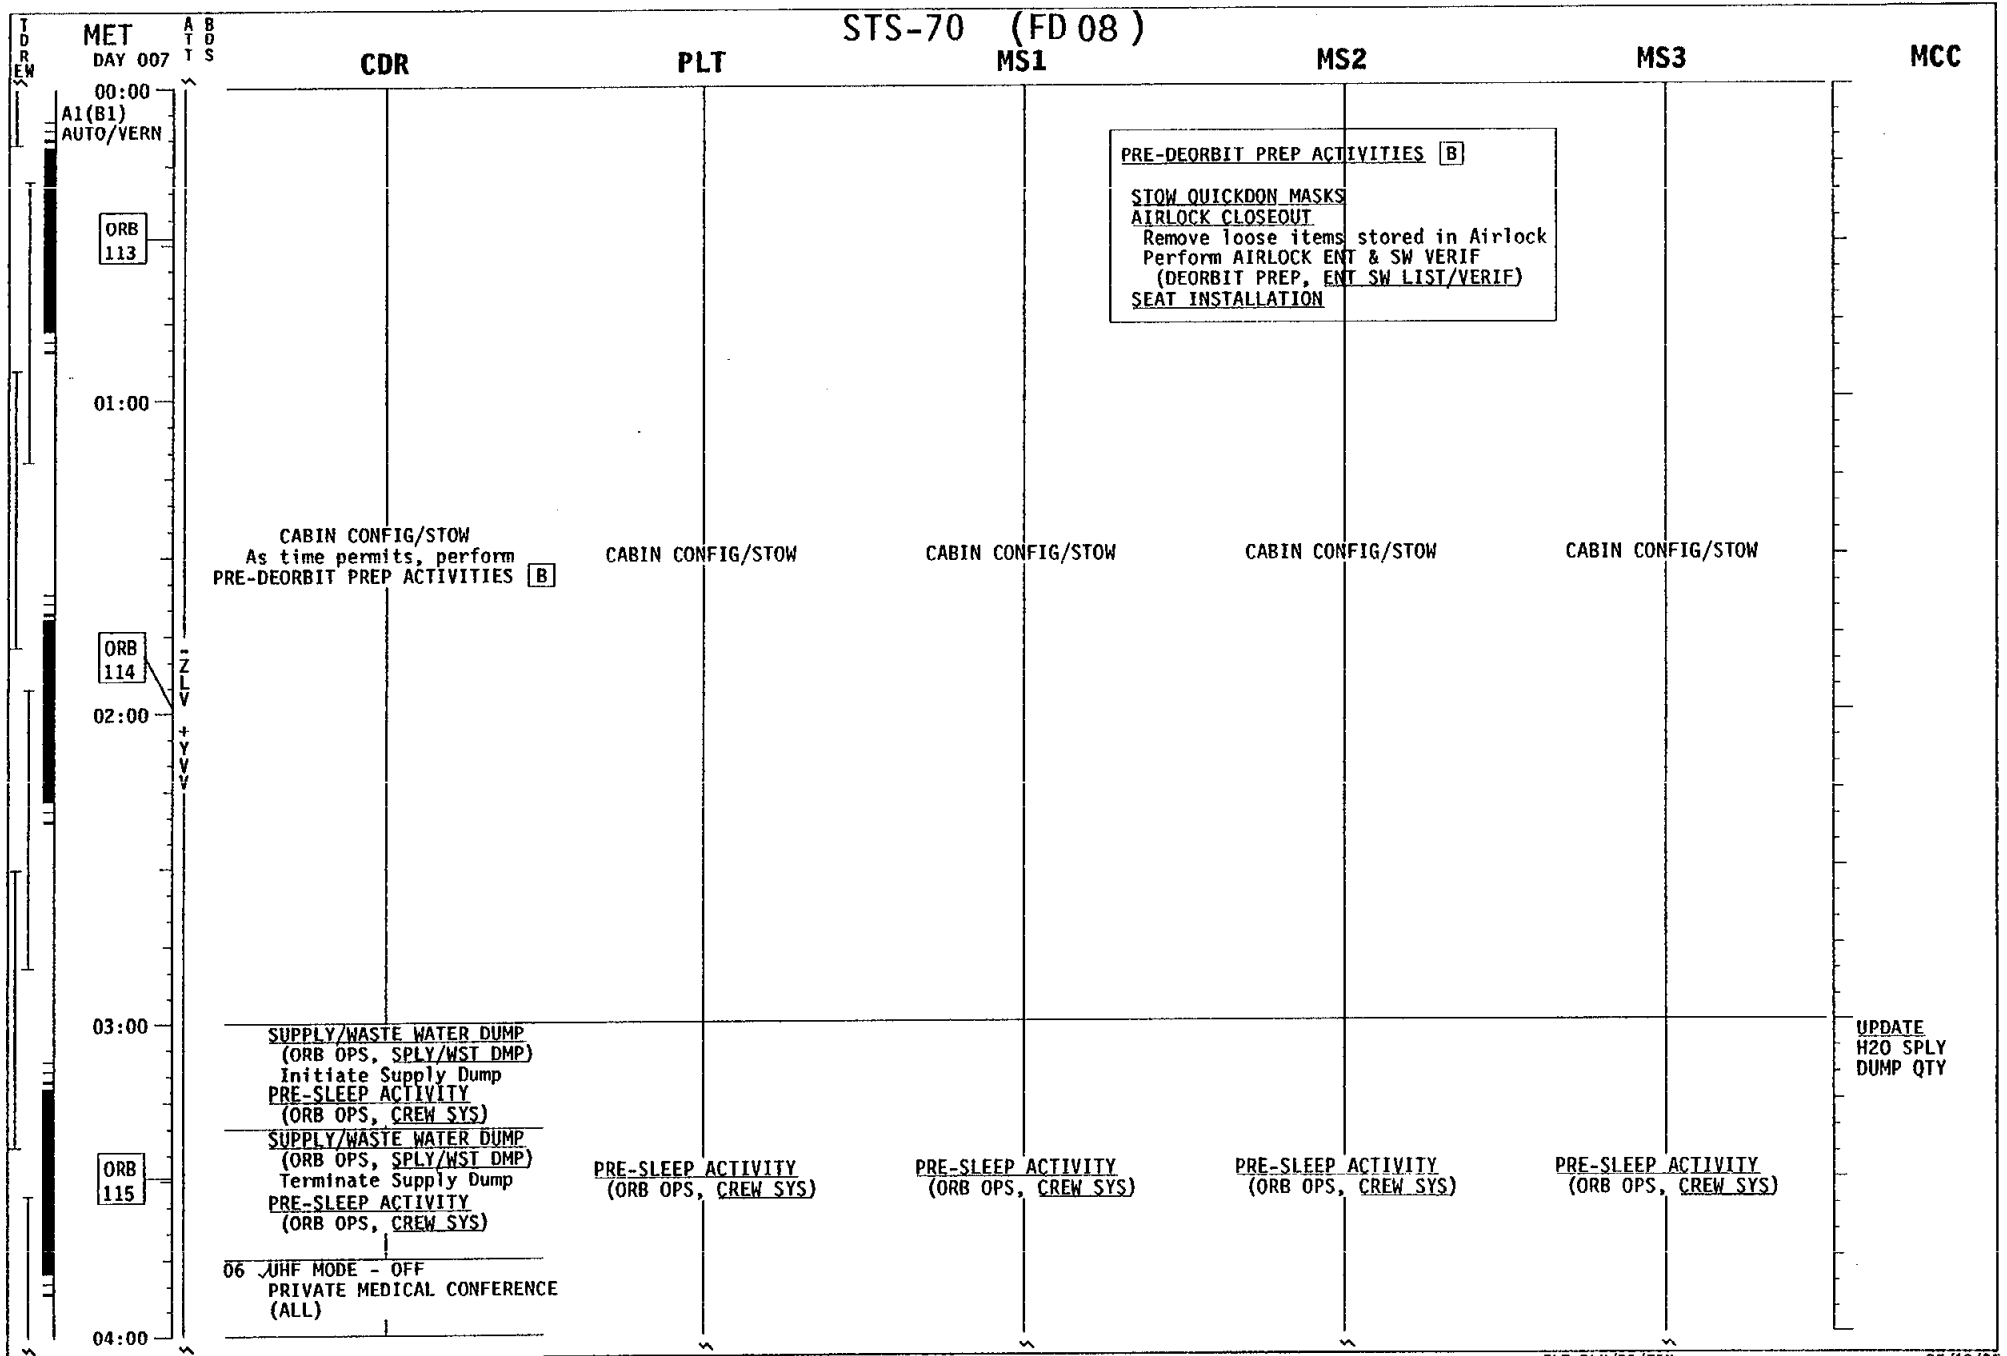 STS-70 (FD 08)
TDR EW
MET
DAY 007
ATT
BDS
CDR
PLT
MS1
MS2
MS3
MCC
00:00
A1(B1)
AUTO/VERN
PRE-DEORBIT PREP ACTIVITIES B
STOW QUICKDON MASKS
AIRLOCK CLOSEOUT
Remove loose items stored in Airlock
Perform AIRLOCK ENT & SW VERIF
(DEORBIT PREP, ENT SW LIST/VERIF)
SEAT INSTALLATION
ORB
113
01:00
CABIN CONFIG/STOW
As time permits, perform
PRE-DEORBIT PREP ACTIVITIES B
CABIN CONFIG/STOW
CABIN CONFIG/STOW
CABIN CONFIG/STOW
CABIN CONFIG/STOW
ORB
114
-ZLV
+YVV
02:00
03:00
SUPPLY/WASTE WATER DUMP
(ORB OPS, SPLY/WST DMP)
Initiate Supply Dump
PRE-SLEEP ACTIVITY
(ORB OPS, CREW SYS)
UPDATE
H2O SPLY
DUMP QTY
SUPPLY/WASTE WATER DUMP
(ORB OPS, SPLY/WST DMP)
Terminate Supply Dump
PRE-SLEEP ACTIVITY
(ORB OPS, CREW SYS)
ORB
115
PRE-SLEEP ACTIVITY
(ORB OPS, CREW SYS)
PRE-SLEEP ACTIVITY
(ORB OPS, CREW SYS)
PRE-SLEEP ACTIVITY
(ORB OPS, CREW SYS)
PRE-SLEEP ACTIVITY
(ORB OPS, CREW SYS)
06 ✓UHF MODE - OFF
PRIVATE MEDICAL CONFERENCE
(ALL)
04:00